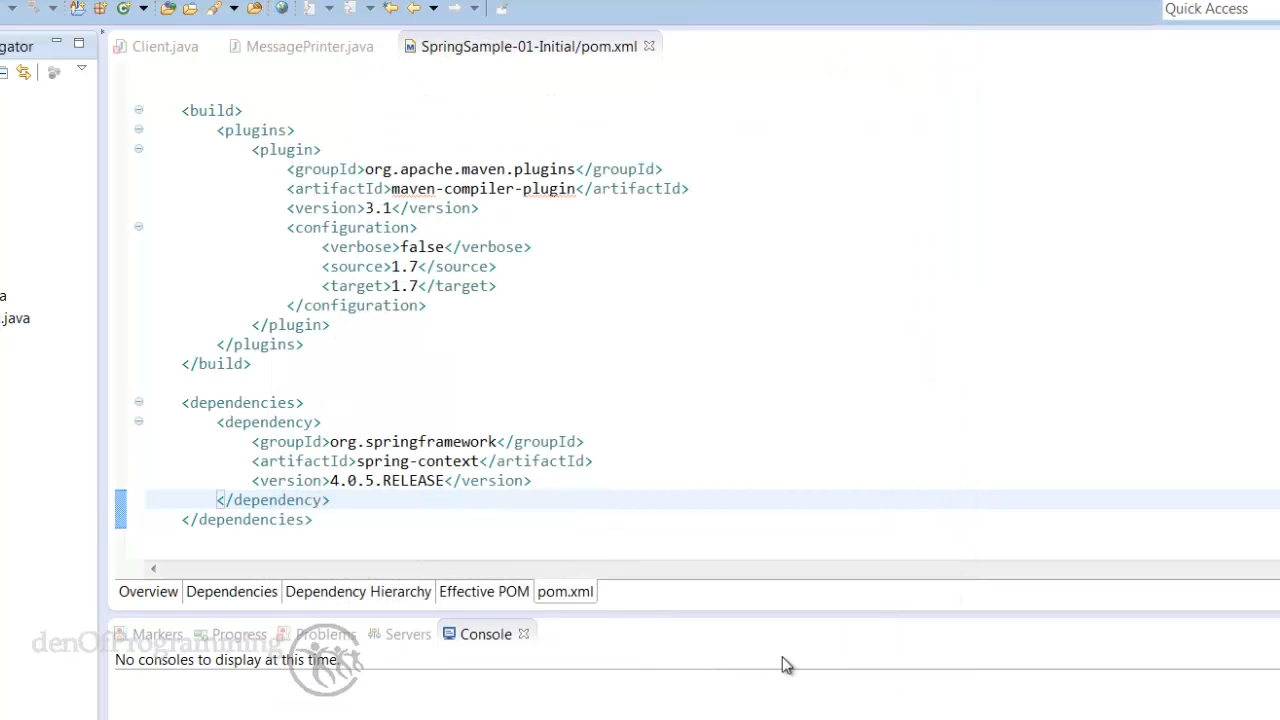 Quick Access
gator
Client.java
MessagePrinter.java
SpringSample-01-Initial/pom.xml
a
.java
<build>
<plugins>
<plugin>
<groupId>org.apache.maven.plugins</groupId>
<artifactId>maven-compiler-plugin</artifactId>
<version>3.1</version>
<configuration>
<verbose>false</verbose>
<source>1.7</source>
<target>1.7</target>
</configuration>
</plugin>
</plugins>
</build>
<dependencies>
<dependency>
<groupId>org.springframework</groupId>
<artifactId>spring-context</artifactId>
<version>4.0.5.RELEASE</version>
</dependency>
</dependencies>
Overview Dependencies Dependency Hierarchy Effective POM pom.xml
Markers Progress Problems Servers Console
denOfProgramming
No consoles to display at this time.